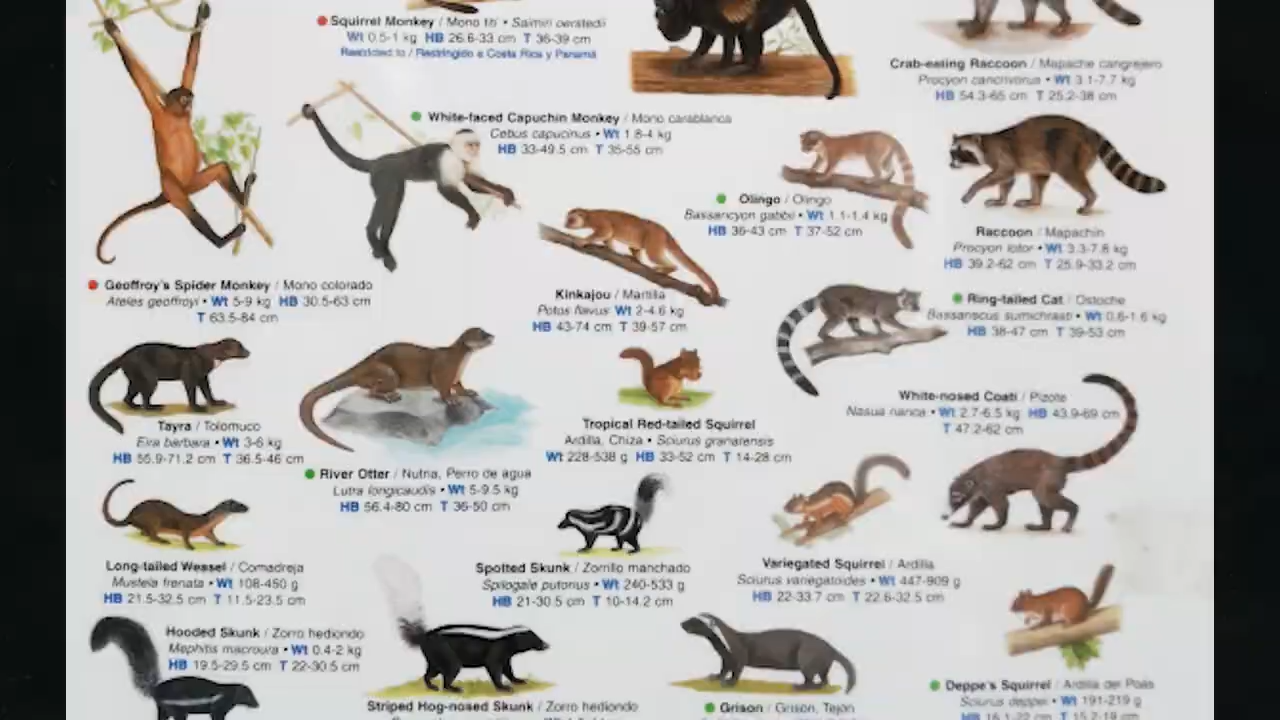 Squirrel Monkey / Mono titi • Saimiri oerstedii
Wt 0.5-1 kg HB 26.6-33 cm T 36-39 cm
Restricted to / Restringido a Costa Rica y Panamá
Crab-eating Raccoon / Mapache cangrejero
Procyon cancrivorus • Wt 3.1-7.7 kg
HB 54.3-65 cm T 25.2-38 cm
White-faced Capuchin Monkey / Mono carablanca
Cebus capucinus • Wt 1.8-4 kg
HB 33-49.5 cm T 35-55 cm
Olingo / Olingo
Bassaricyon gabbii • Wt 1.1-1.4 kg
HB 36-43 cm T 37-52 cm
Raccoon / Mapachin
Procyon lotor • Wt 3.3-7.8 kg
HB 39.2-62 cm T 25.9-33.2 cm
Geoffroy's Spider Monkey / Mono colorado
Ateles geoffroyi • Wt 5-9 kg HB 30.5-63 cm
T 63.5-84 cm
Kinkajou / Martilla
Potos flavus Wt 2-4.6 kg
HB 43-74 cm T 39-57 cm
Ring-tailed Cat / Ostoche
Bassariscus sumichrasti • Wt 0.6-1.6 kg
HB 38-47 cm T 39-53 cm
White-nosed Coati / Pizote
Nasua narica • Wt 2.7-6.5 kg HB 43.9-69 cm
T 47.2-62 cm
Tayra / Tolomuco
Eira barbara • Wt 3-6 kg
HB 55.9-71.2 cm T 36.5-46 cm
Tropical Red-tailed Squirrel
Ardilla, Chiza • Sciurus granatensis
Wt 228-538 g HB 33-52 cm T 14-28 cm
River Otter / Nutria, Perro de agua
Lutra longicaudis • Wt 5-9.5 kg
HB 56.4-80 cm T 36-50 cm
Long-tailed Weasel / Comadreja
Mustela frenata • Wt 108-450 g
HB 21.5-32.5 cm T 11.5-23.5 cm
Spotted Skunk / Zorrillo manchado
Spilogale putorius • Wt 240-533 g
HB 21-30.5 cm T 10-14.2 cm
Variegated Squirrel / Ardilla
Sciurus variegatoides • Wt 447-909 g
HB 22-33.7 cm T 22.6-32.5 cm
Hooded Skunk / Zorro hediondo
Mephitis macroura • Wt 0.4-2 kg
HB 19.5-29.5 cm T 22-30.5 cm
Striped Hog-nosed Skunk / Zorro hediondo
Grison / Grisón, Tejón
Deppe's Squirrel / Ardilla del Poás
Sciurus deppei • Wt 191-219 g
HB 16.1-22 cm T 15.2-19 cm